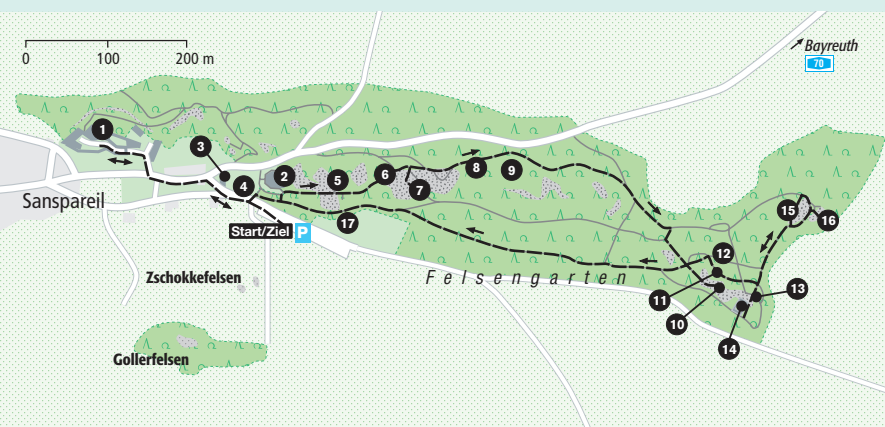 0 100 200 m
Bayreuth
70
1
3
2
5
6
7
8
9
4
Sanspareil
15
16
17
Start/Ziel P
12
Zschokkefelsen
Felsengarten
11
13
10
14
Gollerfelsen